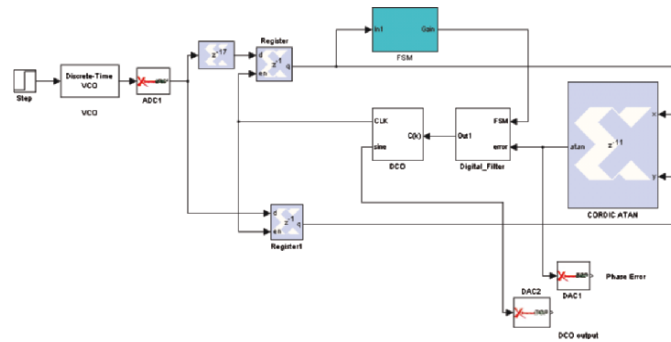 Register
In1
Gain
FSM
z-17
d
en
z-1
q
Step
Discrete-Time
VCO
VCO
ADC1
CLK
sine
C(k)
DCO
Out1
FSM
error
Digital_Filter
atan
z-11
x
y
CORDIC ATAN
d
en
z-1
q
Register1
DAC1
Phase Error
DAC2
DCO output